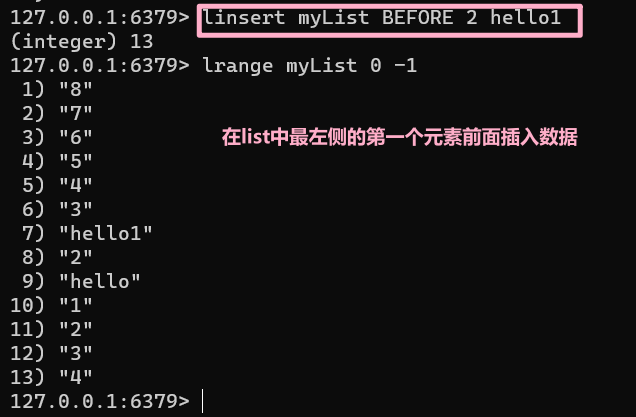 127.0.0.1:6379> linsert myList BEFORE 2 hello1
(integer) 13
127.0.0.1:6379> lrange myList 0 -1
1) "8"
2) "7"
3) "6"
在list中最左侧的第一个元素前面插入数据
4) "5"
5) "4"
6) "3"
7) "hello1"
8) "2"
9) "hello"
10) "1"
11) "2"
12) "3"
13) "4"
127.0.0.1:6379>